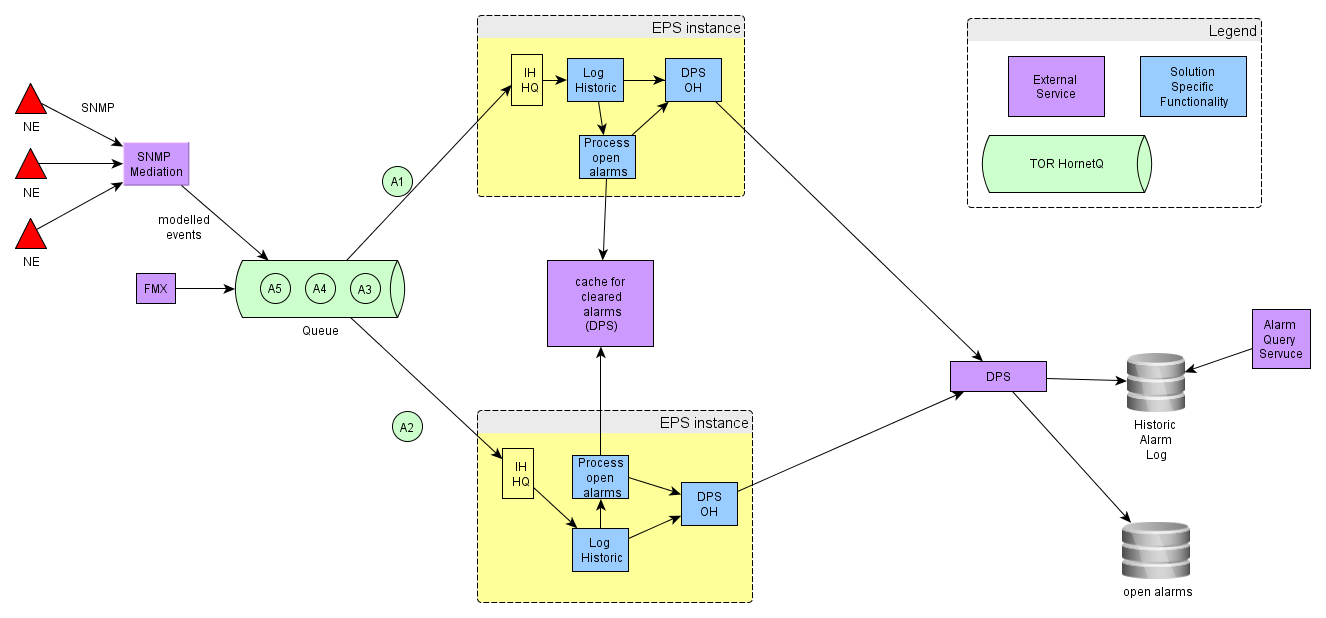 EPS instance
IH
HQ
Log
Historic
DPS
OH
Process
open
alarms
Legend
External
Service
Solution
Specific
Functionality
TOR HornetQ
SNMP
NE
NE
NE
SNMP
Mediation
modelled
events
A1
FMX
A5
A4
A3
Queue
cache for
cleared
alarms
(DPS)
A2
EPS instance
IH
HQ
Process
open
alarms
Log
Historic
DPS
OH
DPS
Historic
Alarm
Log
Alarm
Query
Servuce
open alarms